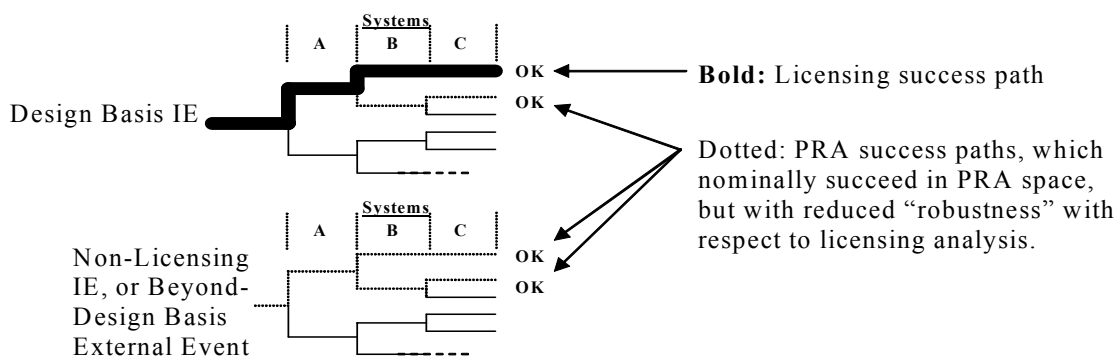 Systems
A B C
OK
OK
Design Basis IE
Bold: Licensing success path
Dotted: PRA success paths, which
nominally succeed in PRA space,
but with reduced “robustness” with
respect to licensing analysis.
Systems
A B C
OK
OK
Non-Licensing
IE, or Beyond-
Design Basis
External Event